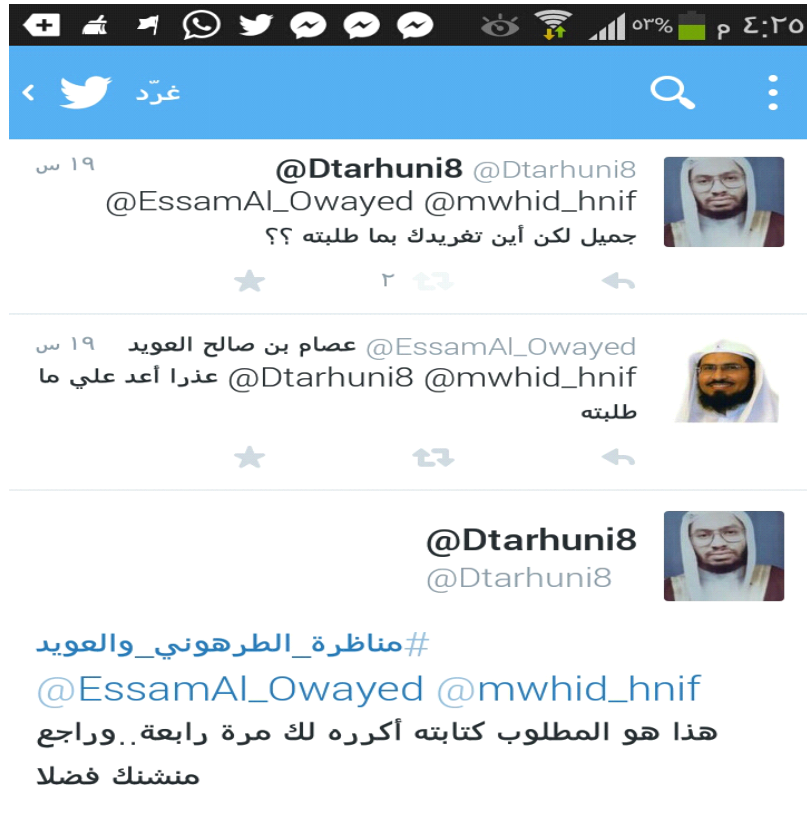 ٥٣% م ٤:٢٥
غرّد
@Dtarhuni8 @Dtarhuni8 ١٩ س
@EssamAl_Owayed @mwhid_hnif
جميل لكن أين تغريدك بما طلبته ؟؟
٢
@EssamAl_Owayed عصام بن صالح العويد ١٩ س
@Dtarhuni8 @mwhid_hnif عذرا أعد علي ما
طلبته
@Dtarhuni8
@Dtarhuni8
#مناظرة_الطرهوني_والعويد
@EssamAl_Owayed @mwhid_hnif
هذا هو المطلوب كتابته أكرره لك مرة رابعة..وراجع
منشنك فضلا